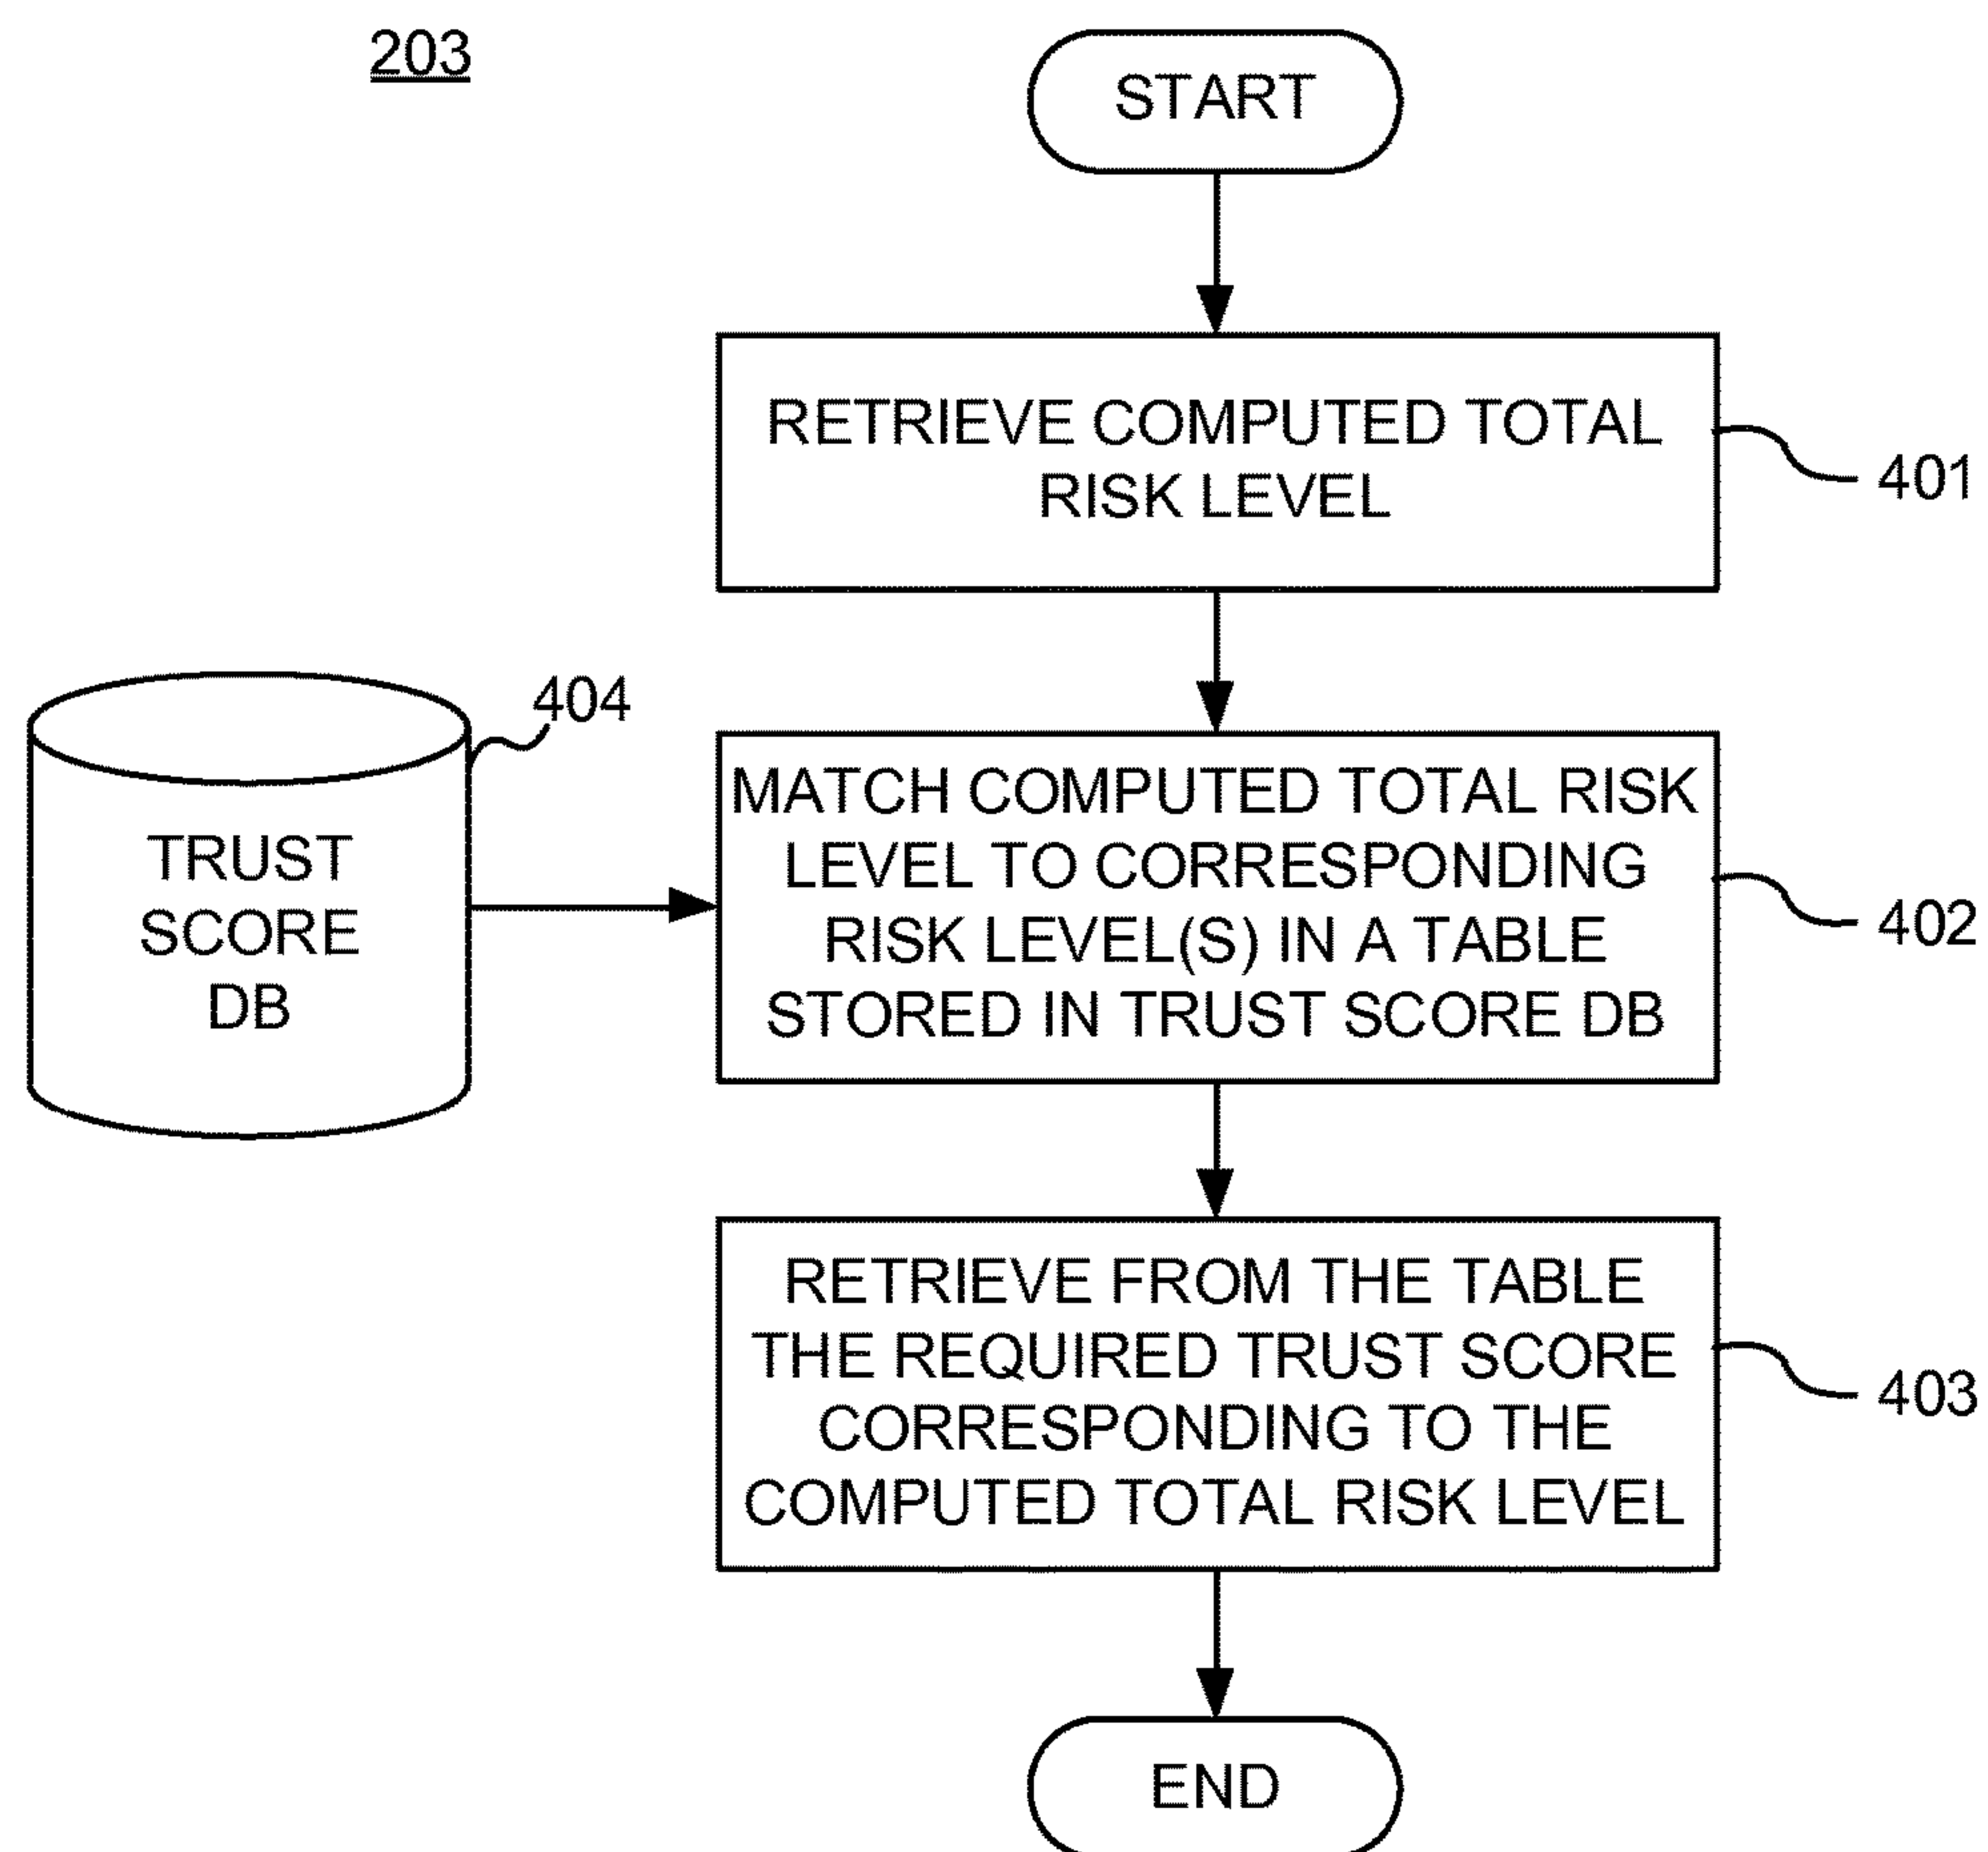 203
START
RETRIEVE COMPUTED TOTAL
RISK LEVEL
401
404
TRUST
SCORE
DB
MATCH COMPUTED TOTAL RISK
LEVEL TO CORRESPONDING
RISK LEVEL(S) IN A TABLE
STORED IN TRUST SCORE DB
402
RETRIEVE FROM THE TABLE
THE REQUIRED TRUST SCORE
CORRESPONDING TO THE
COMPUTED TOTAL RISK LEVEL
403
END